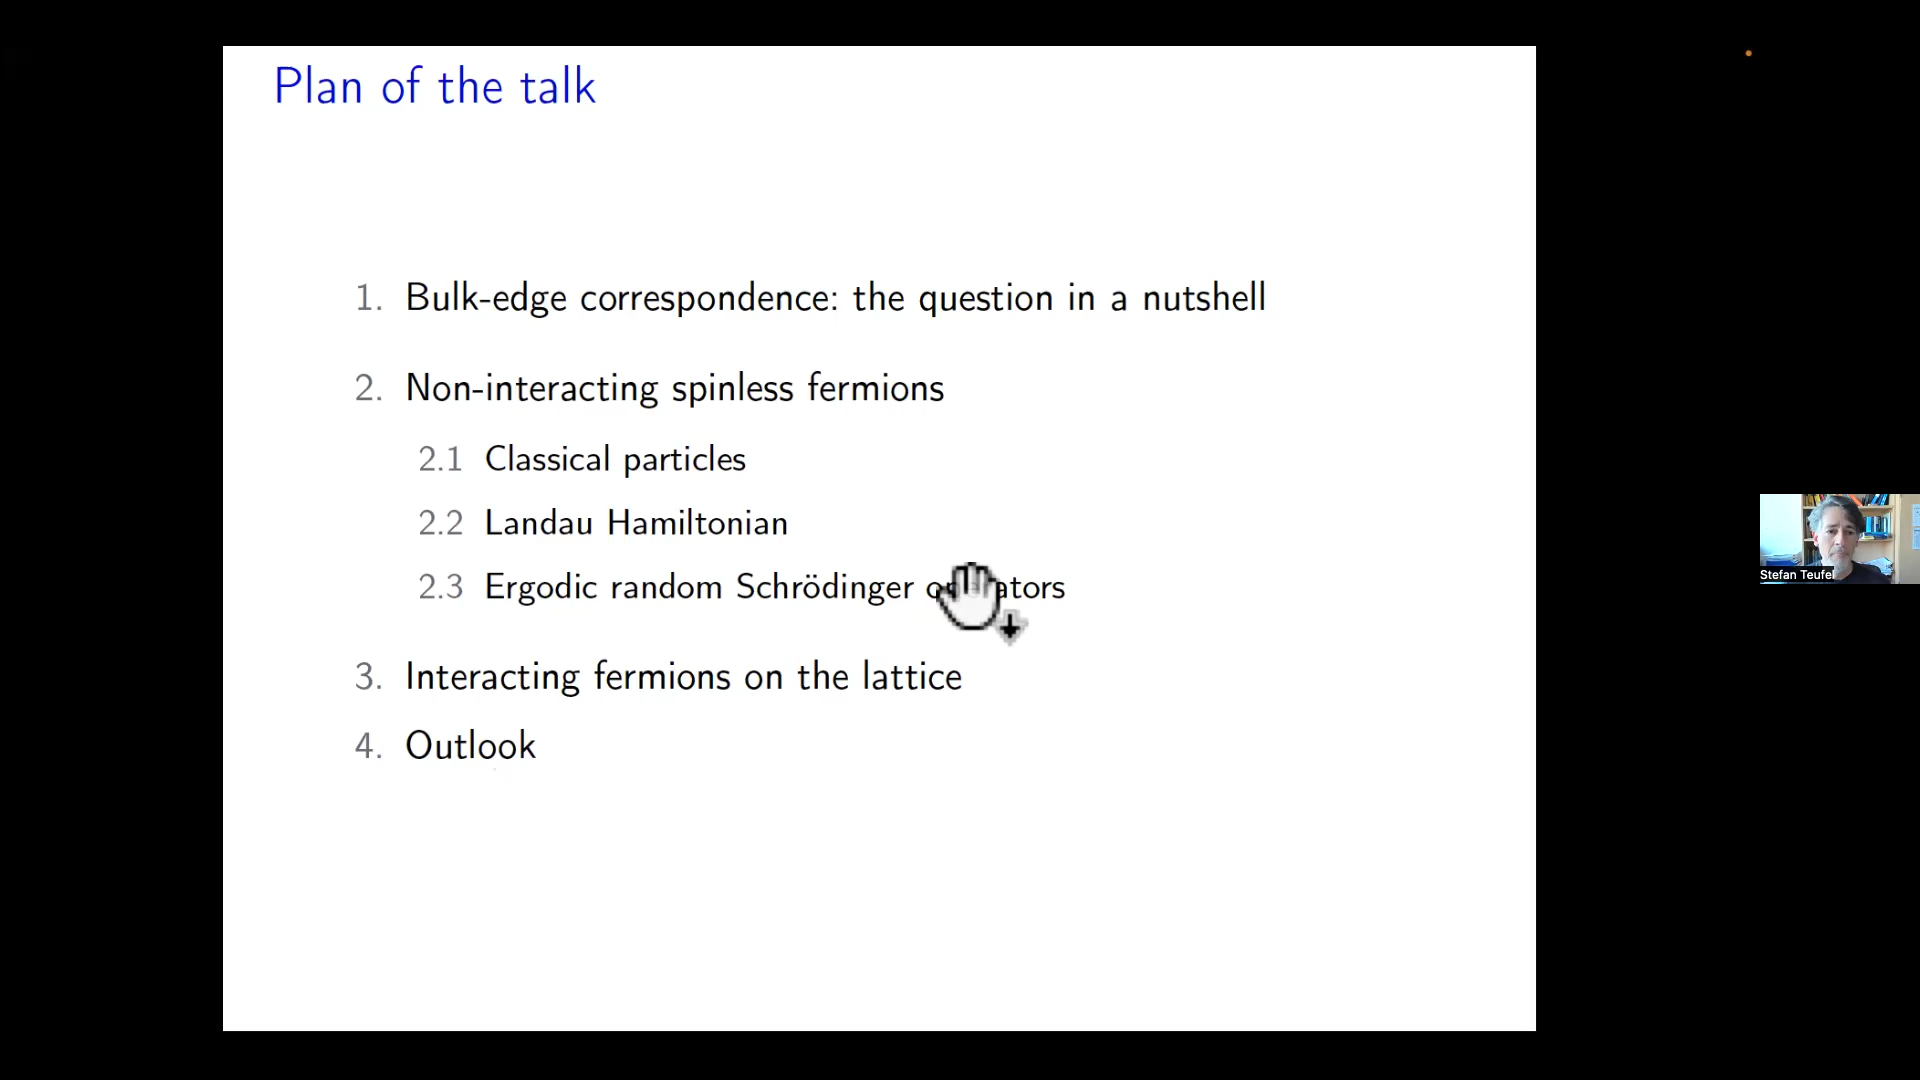 Plan of the talk
1. Bulk-edge correspondence: the question in a nutshell
2. Non-interacting spinless fermions
2.1 Classical particles
2.2 Landau Hamiltonian
2.3 Ergodic random Schrödinger
3. Interacting fermions on the lattice
4. Outlook
Stefan Teufel